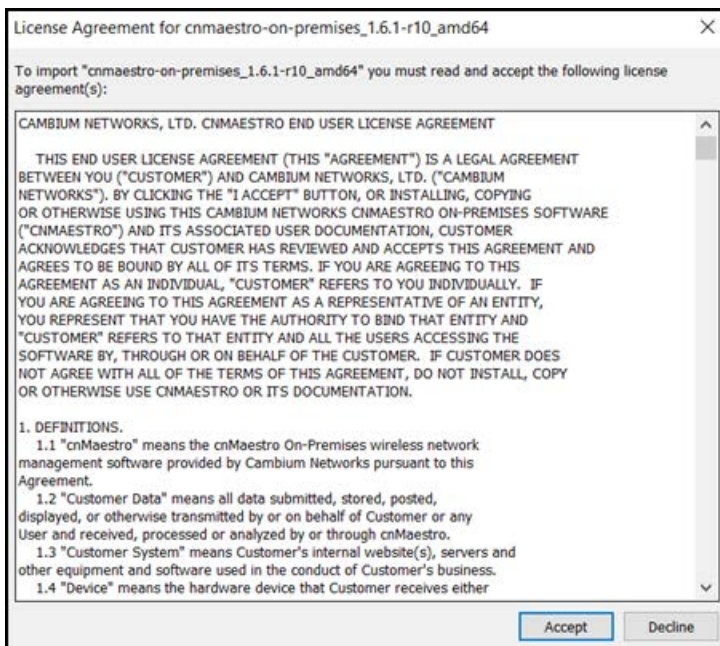 License Agreement for cnmaestro-on-premises_1.6.1-r10_amd64
To import "cnmaestro-on-premises_1.6.1-r10_amd64" you must read and accept the following license
agreement(s):
CAMBIUM NETWORKS, LTD. CNMAESTRO END USER LICENSE AGREEMENT
THIS END USER LICENSE AGREEMENT (THIS "AGREEMENT") IS A LEGAL AGREEMENT
BETWEEN YOU ("CUSTOMER") AND CAMBIUM NETWORKS, LTD. ("CAMBIUM
NETWORKS"). BY CLICKING THE "I ACCEPT" BUTTON, OR INSTALLING, COPYING
OR OTHERWISE USING THIS CAMBIUM NETWORKS CNMAESTRO ON-PREMISES SOFTWARE
("CNMAESTRO") AND ITS ASSOCIATED USER DOCUMENTATION, CUSTOMER
ACKNOWLEDGES THAT CUSTOMER HAS REVIEWED AND ACCEPTS THIS AGREEMENT AND
AGREES TO BE BOUND BY ALL OF ITS TERMS. IF YOU ARE AGREEING TO THIS
AGREEMENT AS AN INDIVIDUAL, "CUSTOMER" REFERS TO YOU INDIVIDUALLY. IF
YOU ARE AGREEING TO THIS AGREEMENT AS A REPRESENTATIVE OF AN ENTITY,
YOU REPRESENT THAT YOU HAVE THE AUTHORITY TO BIND THAT ENTITY AND
"CUSTOMER" REFERS TO THAT ENTITY AND ALL THE USERS ACCESSING THE
SOFTWARE BY, THROUGH OR ON BEHALF OF THE CUSTOMER. IF CUSTOMER DOES
NOT AGREE WITH ALL OF THE TERMS OF THIS AGREEMENT, DO NOT INSTALL, COPY
OR OTHERWISE USE CNMAESTRO OR ITS DOCUMENTATION.
1. DEFINITIONS.
1.1 "cnMaestro" means the cnMaestro On-Premises wireless network
management software provided by Cambium Networks pursuant to this
Agreement.
1.2 "Customer Data" means all data submitted, stored, posted,
displayed, or otherwise transmitted by or on behalf of Customer or any
User and received, processed or analyzed by or through cnMaestro.
1.3 "Customer System" means Customer's internal website(s), servers and
other equipment and software used in the conduct of Customer's business.
1.4 "Device" means the hardware device that Customer receives either
Accept Decline